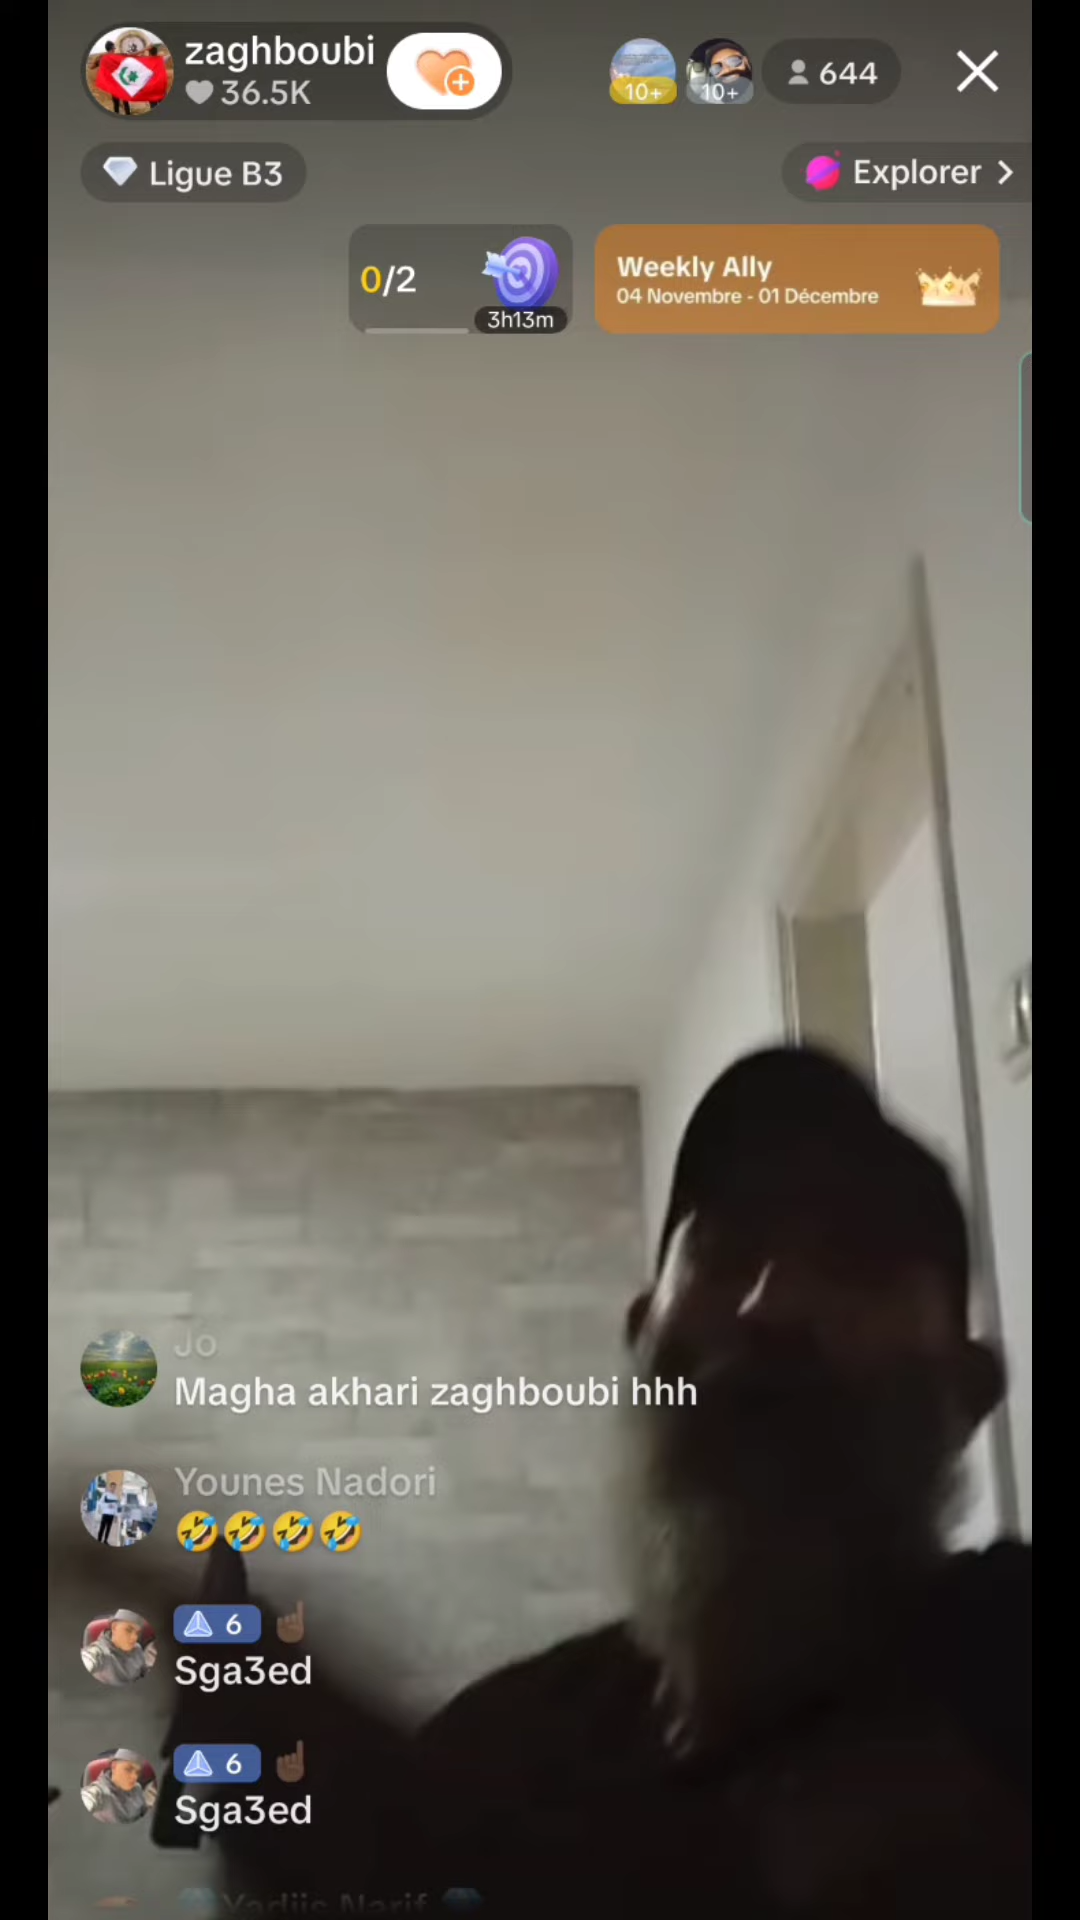 zaghboubi
36.5K
10+
10+
644
Ligue B3
Explorer
0/2
3h13m
Weekly Ally
04 Novembre - 01 Décembre
Jo
Magha akhari zaghboubi hhh
Younes Nadori
🤣🤣🤣🤣
6 ☝🏾
Sga3ed
6 ☝🏾
Sga3ed